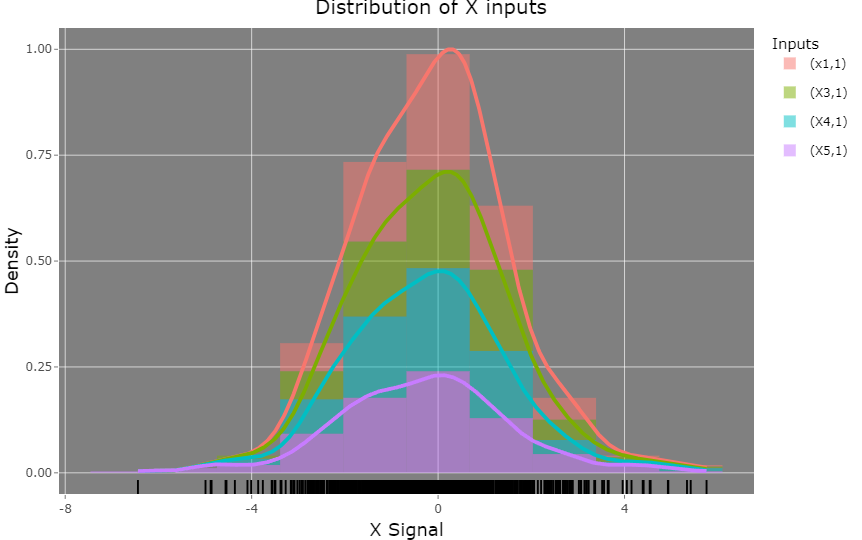 Distribution of X inputs
Inputs
(x1,1)
(X3,1)
(X4,1)
(X5,1)
Density
1.00
0.75
0.50
0.25
0.00
-8
-4
0
4
X Signal